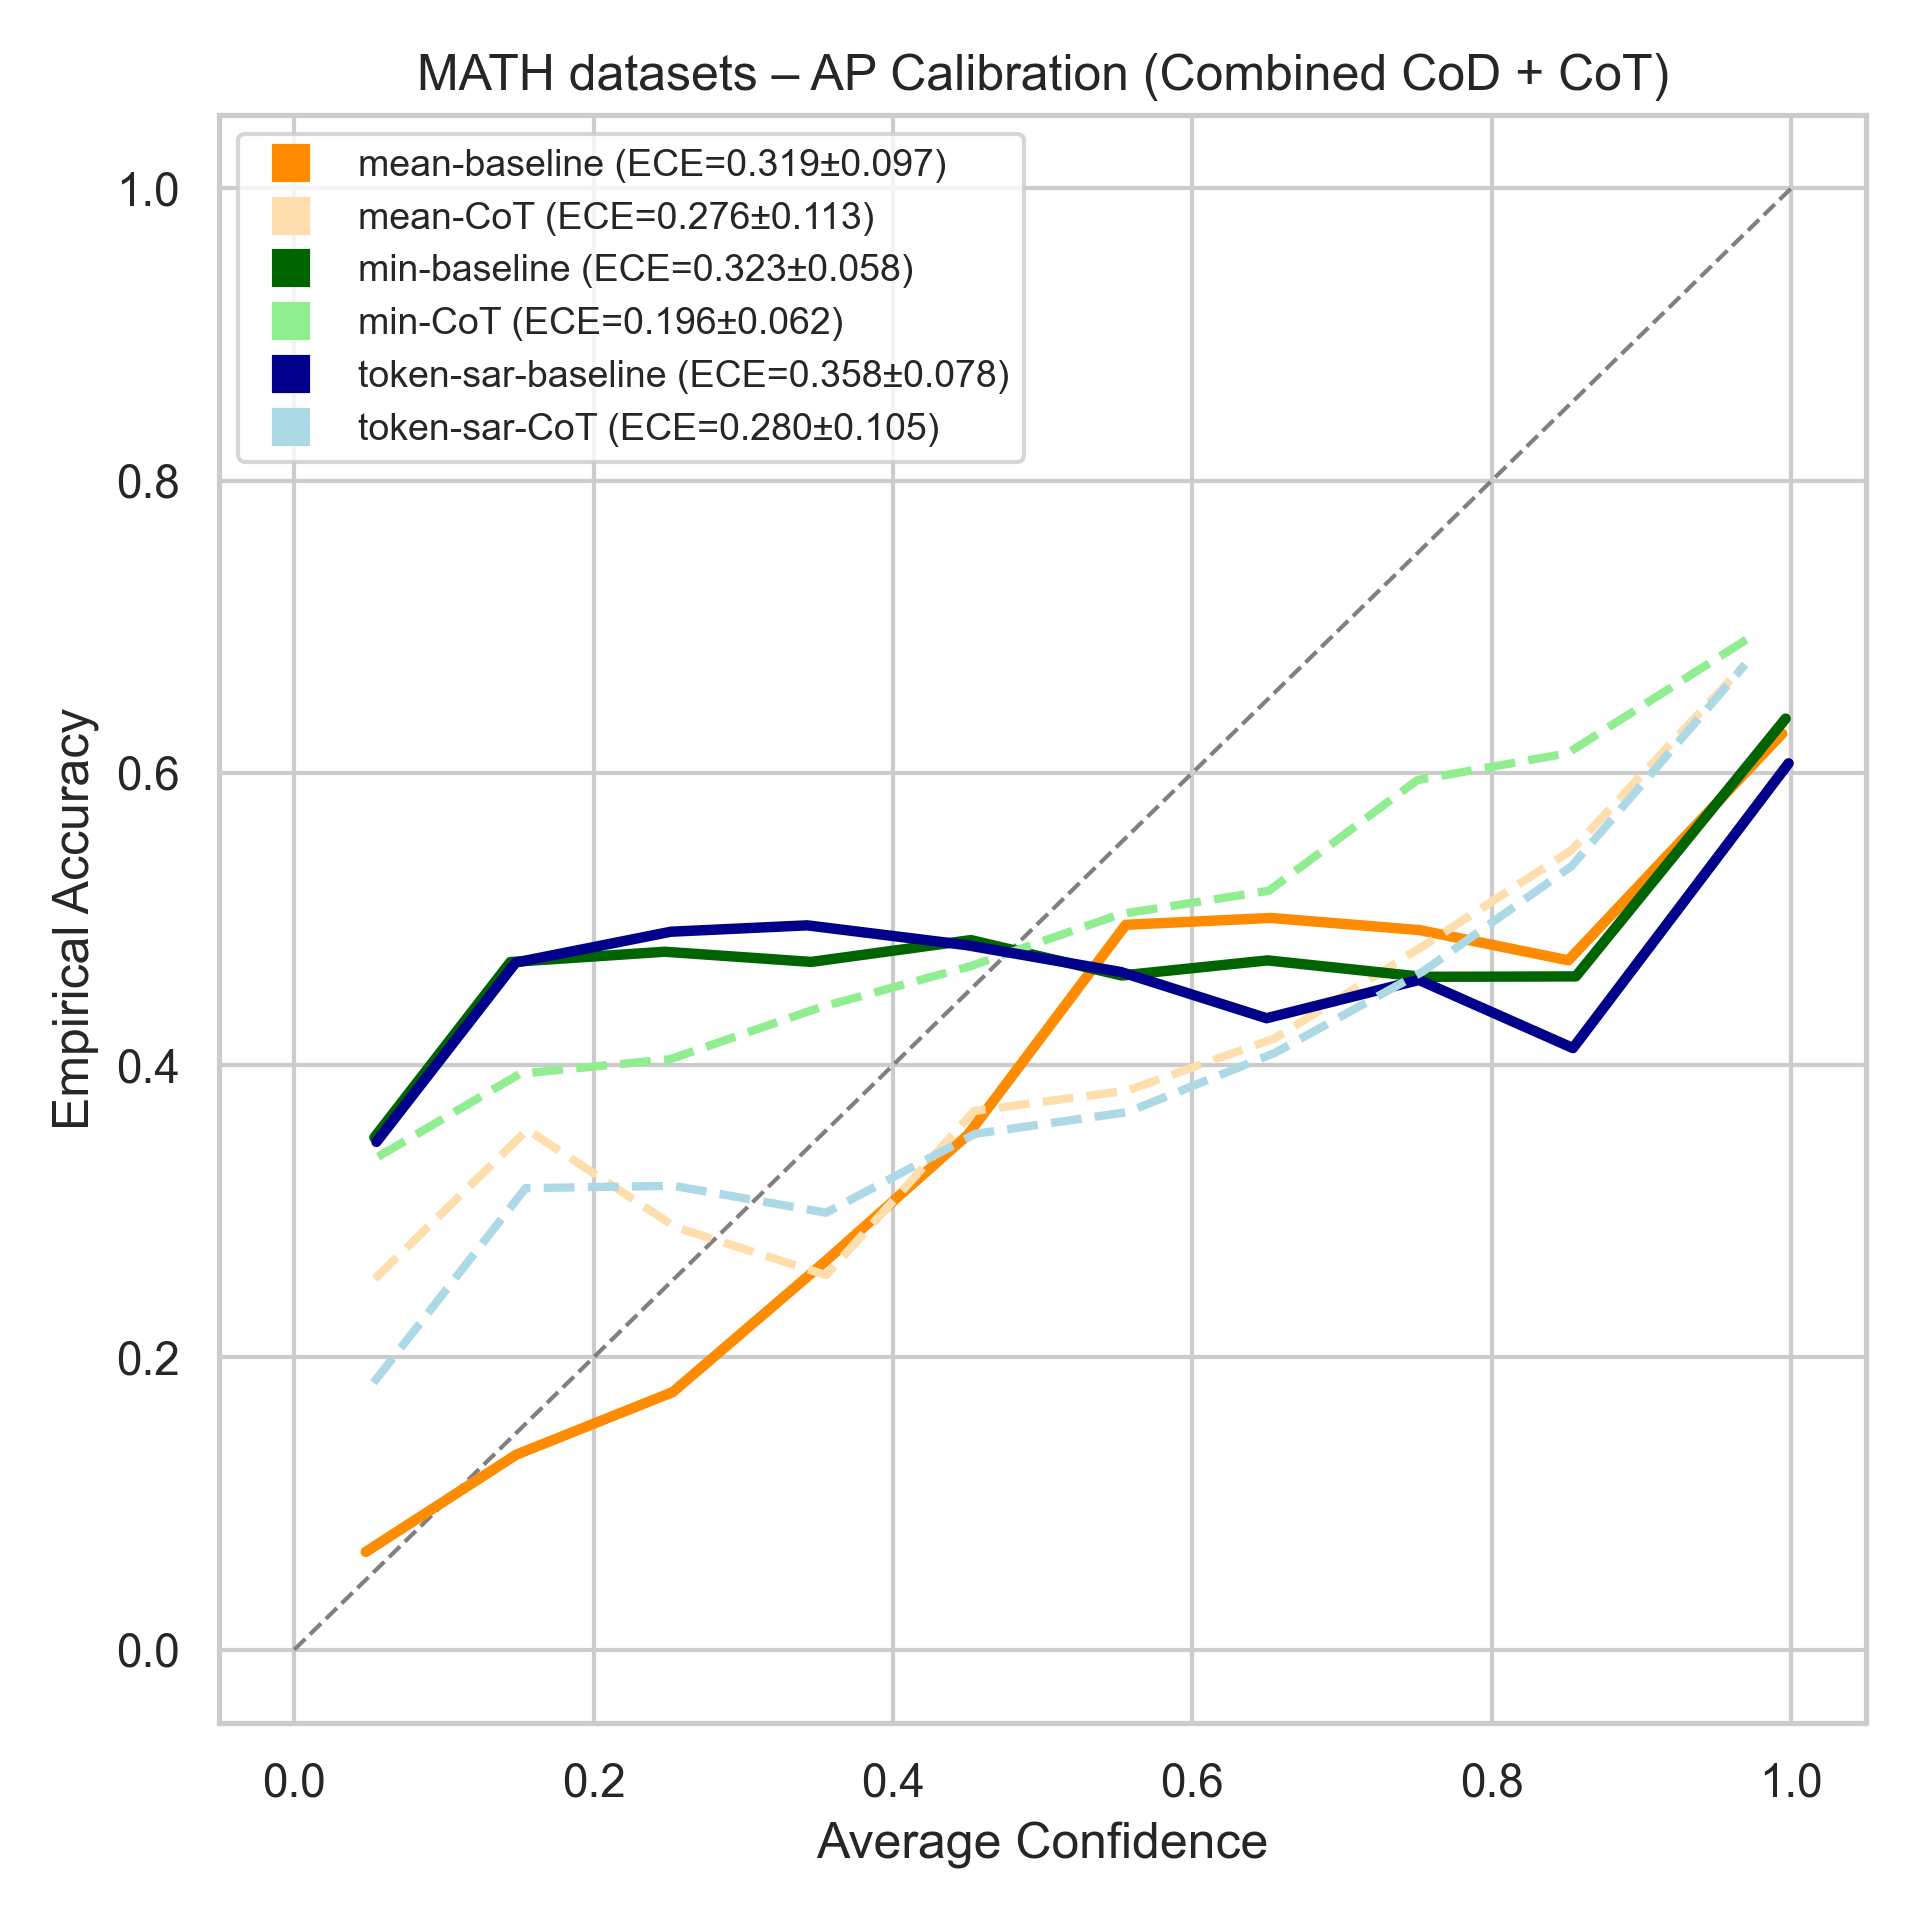 MATH datasets – AP Calibration (Combined CoD + CoT)
mean-baseline (ECE=0.319±0.097)
mean-CoT (ECE=0.276±0.113)
min-baseline (ECE=0.323±0.058)
min-CoT (ECE=0.196±0.062)
token-sar-baseline (ECE=0.358±0.078)
token-sar-CoT (ECE=0.280±0.105)
Empirical Accuracy
1.0
0.8
0.6
0.4
0.2
0.0
0.0 0.2 0.4 0.6 0.8 1.0
Average Confidence